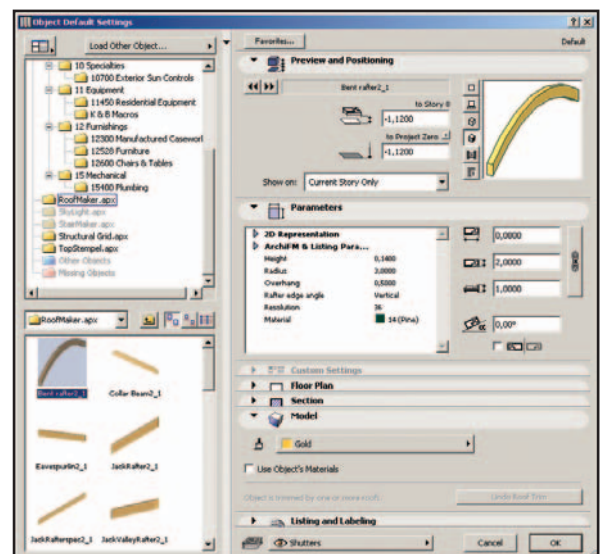 Object Default Settings
Load Other Object...
10 Specialties
10700 Exterior Sun Controls
11 Equipment
11450 Residential Equipment
K & B Macros
12 Furnishings
12300 Manufactured Casewor
12520 Furniture
12600 Chairs & Tables
15 Mechanical
15400 Plumbing
RoofMaker.apx
SkyLight.apx
StairMaker.apx
Structural Grid.apx
TopStempel.apx
Other Objects
Missing Objects
RoofMaker.apx
Bent rafter2_1
Collar Beam2_1
Eavespurlin2_1
JackRafter2_1
JackRafterspec2_1
JackValleyRafter2_1
Favorites...
Default
Preview and Positioning
Bent rafter2_1
to Story 0
-1,1200
to Project Zero
-1,1200
Show on: Current Story Only
Parameters
2D Representation
ArchiFM & Listing Para...
Height 0,1400
Radius 2,0000
Overhang 0,5000
Rafter edge angle Vertical
Resolution 36
Material 14 (Pine)
0,0000
2,0000
1,0000
0,00°
Custom Settings
Floor Plan
Section
Model
Gold
Use Object's Materials
Object is trimmed by one or more roofs.
Undo Roof Trim
Listing and Labeling
Shutters
Cancel
OK